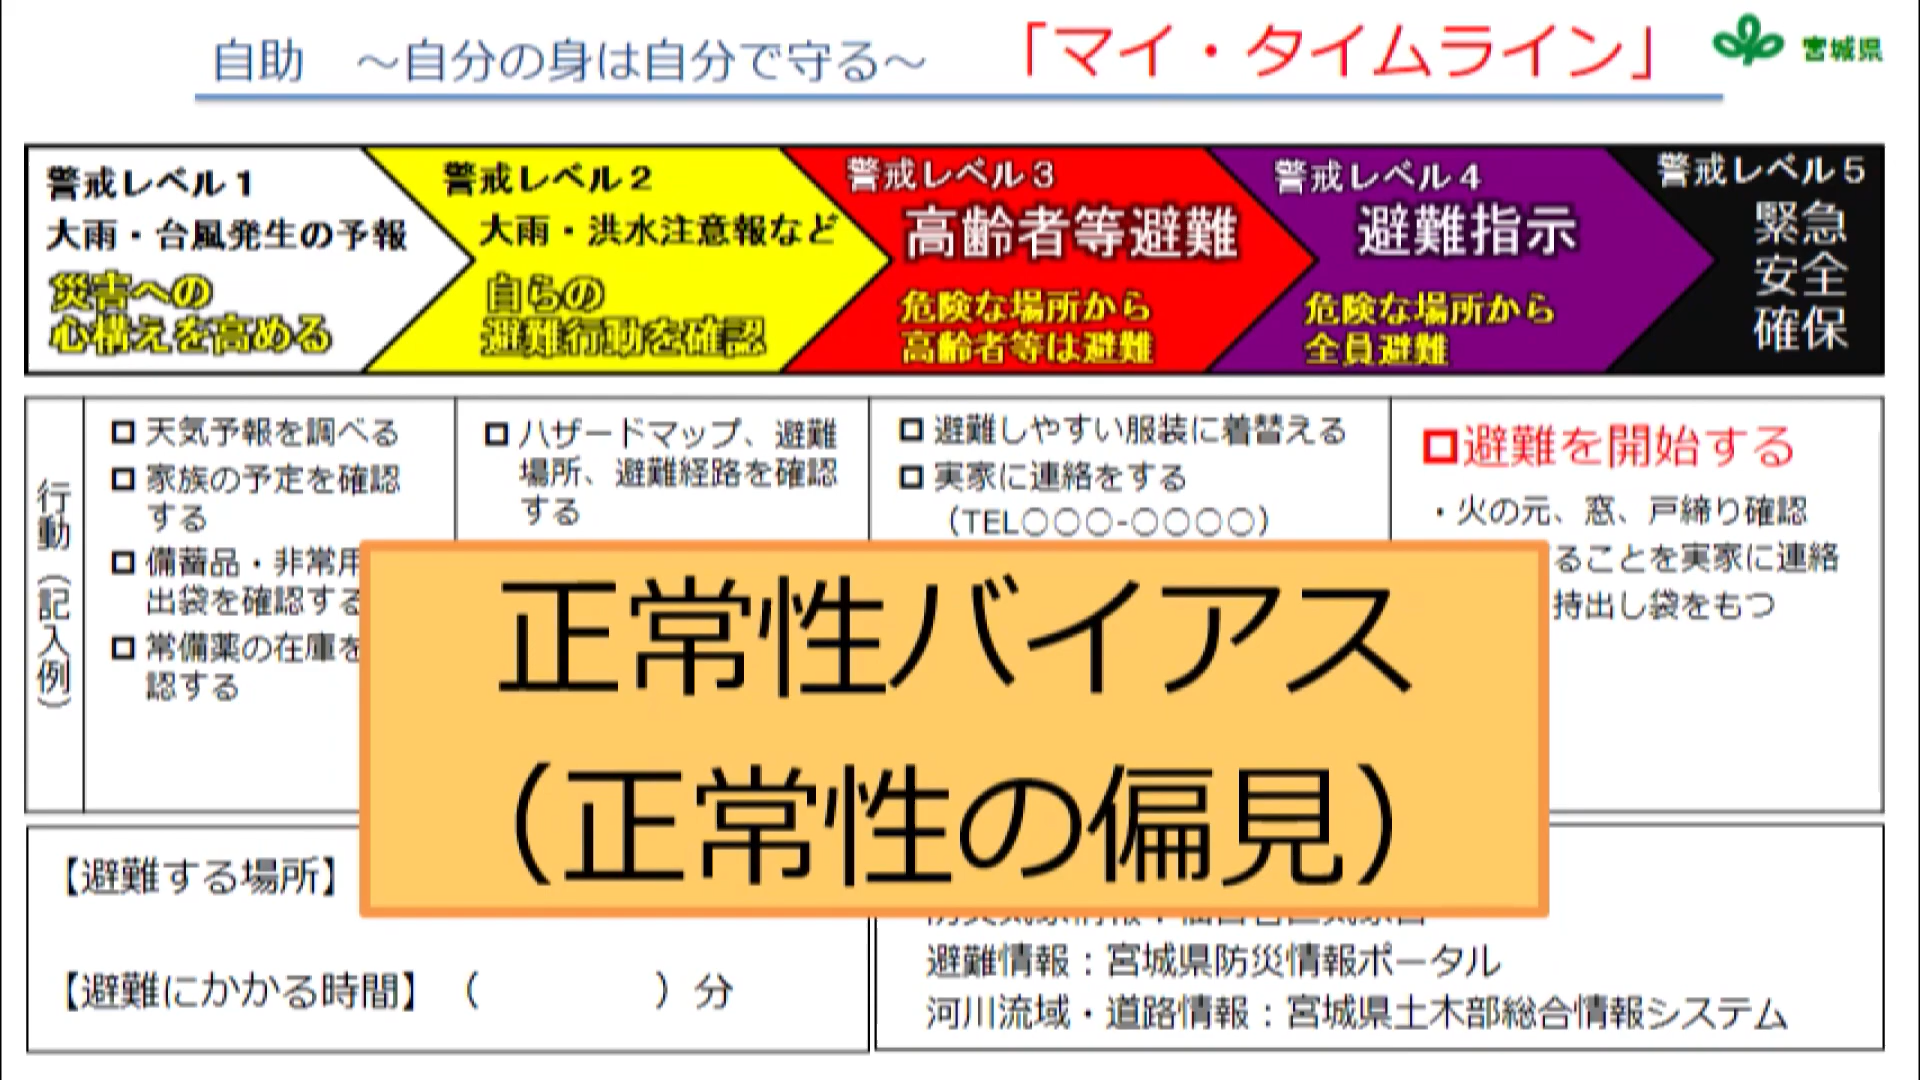 自助　～自分の身は自分で守る～
「マイ・タイムライン」
宮城県
警戒レベル1
大雨・台風発生の予報
災害への
心構えを高める
警戒レベル2
大雨・洪水注意報など
自らの
避難行動を確認
警戒レベル3
高齢者等避難
危険な場所から
高齢者等は避難
警戒レベル4
避難指示
危険な場所から
全員避難
警戒レベル5
緊急
安全
確保
行動（記入例）
天気予報を調べる
家族の予定を確認
する
備蓄品・非常用
出袋を確認する
常備薬の在庫を
認する
ハザードマップ、避難
場所、避難経路を確認
する
避難しやすい服装に着替える
実家に連絡をする
（TEL○○○-○○○○）
避難を開始する
・火の元、窓、戸締り確認
ることを実家に連絡
持出し袋をもつ
正常性バイアス
（正常性の偏見）
【避難する場所】
【避難にかかる時間】（　　　　　）分
避難情報：宮城県防災情報ポータル
河川流域・道路情報：宮城県土木部総合情報システム